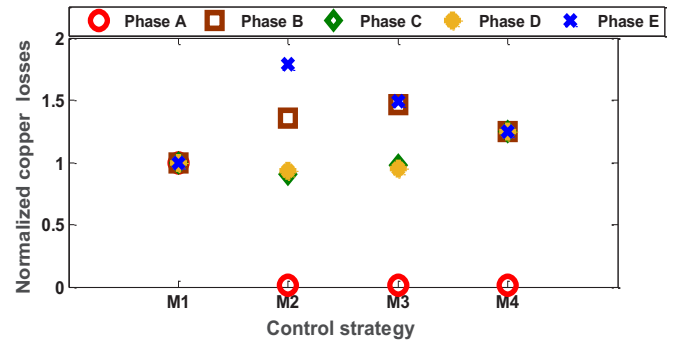 Phase A Phase B Phase C Phase D Phase E
Normalized copper losses
2
1.5
1
0.5
0
M1 M2 M3 M4
Control strategy